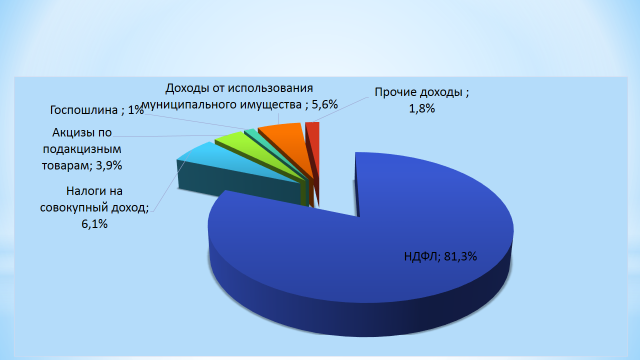 Доходы от использования
муниципального имущества ; 5,6%
Прочие доходы ;
1,8%
Госпошлина ; 1%
Акцизы по
подакцизным
товарам; 3,9%
Налоги на
совокупный доход;
6,1%
НДФЛ; 81,3%